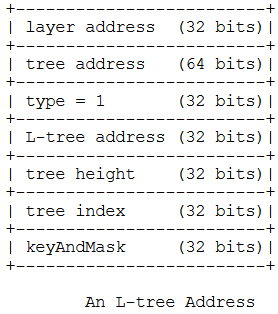 +--------------------------+
| layer address  (32 bits)|
+--------------------------+
| tree address   (64 bits)|
+--------------------------+
| type = 1       (32 bits)|
+--------------------------+
| L-tree address (32 bits)|
+--------------------------+
| tree height    (32 bits)|
+--------------------------+
| tree index     (32 bits)|
+--------------------------+
| keyAndMask     (32 bits)|
+--------------------------+
An L-tree Address